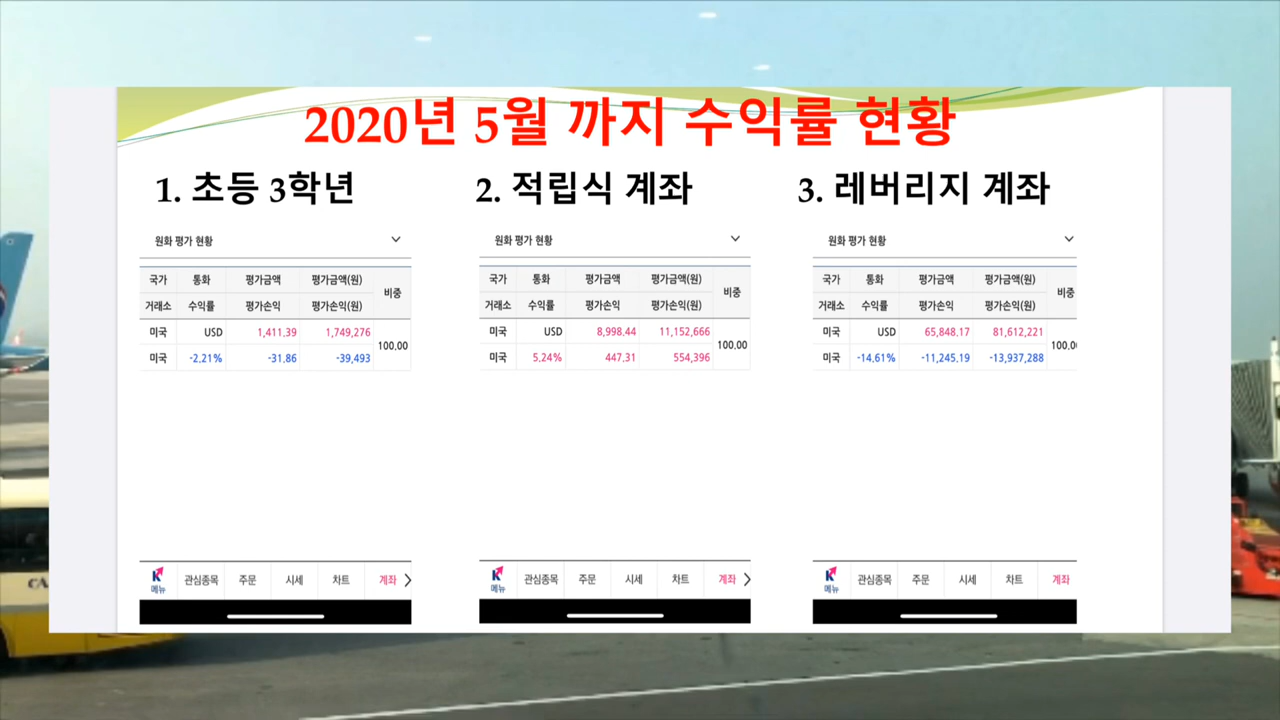 2020년 5월 까지 수익률 현황
1. 초등 3학년
원화 평가 현황
국가 통화 평가금액 평가금액(원) 비중
거래소 수익률 평가손익 평가손익(원)
미국 USD 1,411.39 1,749,276 100.00
미국 -2.21% -31.86 -39,493
메뉴 관심종목 주문 시세 차트 계좌
2. 적립식 계좌
원화 평가 현황
국가 통화 평가금액 평가금액(원) 비중
거래소 수익률 평가손익 평가손익(원)
미국 USD 8,998.44 11,152,666 100.00
미국 5.24% 447.31 554,396
메뉴 관심종목 주문 시세 차트 계좌
3. 레버리지 계좌
원화 평가 현황
국가 통화 평가금액 평가금액(원) 비중
거래소 수익률 평가손익 평가손익(원)
미국 USD 65,848.17 81,612,221
미국 -14.61% -11,245.19 -13,937,288
메뉴 관심종목 주문 시세 차트 계좌